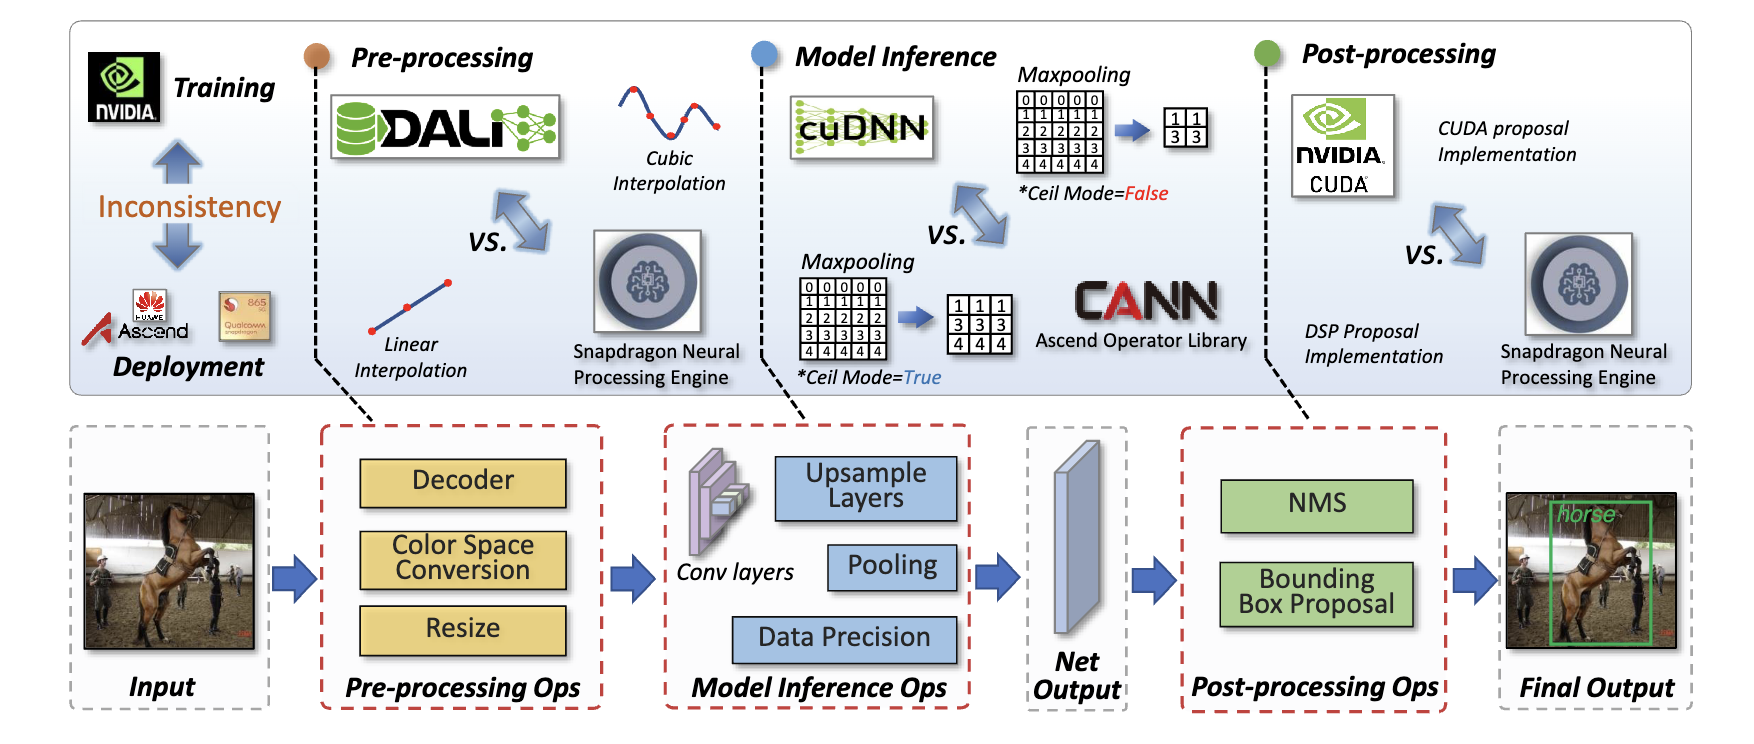 NVIDIA.
Training
Inconsistency
HUAWEI
Ascend
865
5G
Qualcomm
snapdragon
Deployment
Pre-processing
DALI
Cubic
Interpolation
VS.
Linear
Interpolation
Snapdragon Neural
Processing Engine
Model Inference
cuDNN
Maxpooling
0 0 0 0 0
1 1 1 1 1
2 2 2 2 2
3 3 3 3 3
4 4 4 4 4
1 1
3 3
*Ceil Mode=False
VS.
Maxpooling
0 0 0 0 0
1 1 1 1 1
2 2 2 2 2
3 3 3 3 3
4 4 4 4 4
1 1 1
3 3 3
4 4 4
*Ceil Mode=True
CANN
Ascend Operator Library
Post-processing
NVIDIA.
CUDA
CUDA proposal
Implementation
VS.
DSP Proposal
Implementation
Snapdragon Neural
Processing Engine
Input
Decoder
Color Space
Conversion
Resize
Pre-processing Ops
Conv layers
Upsample
Layers
Pooling
Data Precision
Model Inference Ops
Net
Output
NMS
Bounding
Box Proposal
Post-processing Ops
horse
Final Output